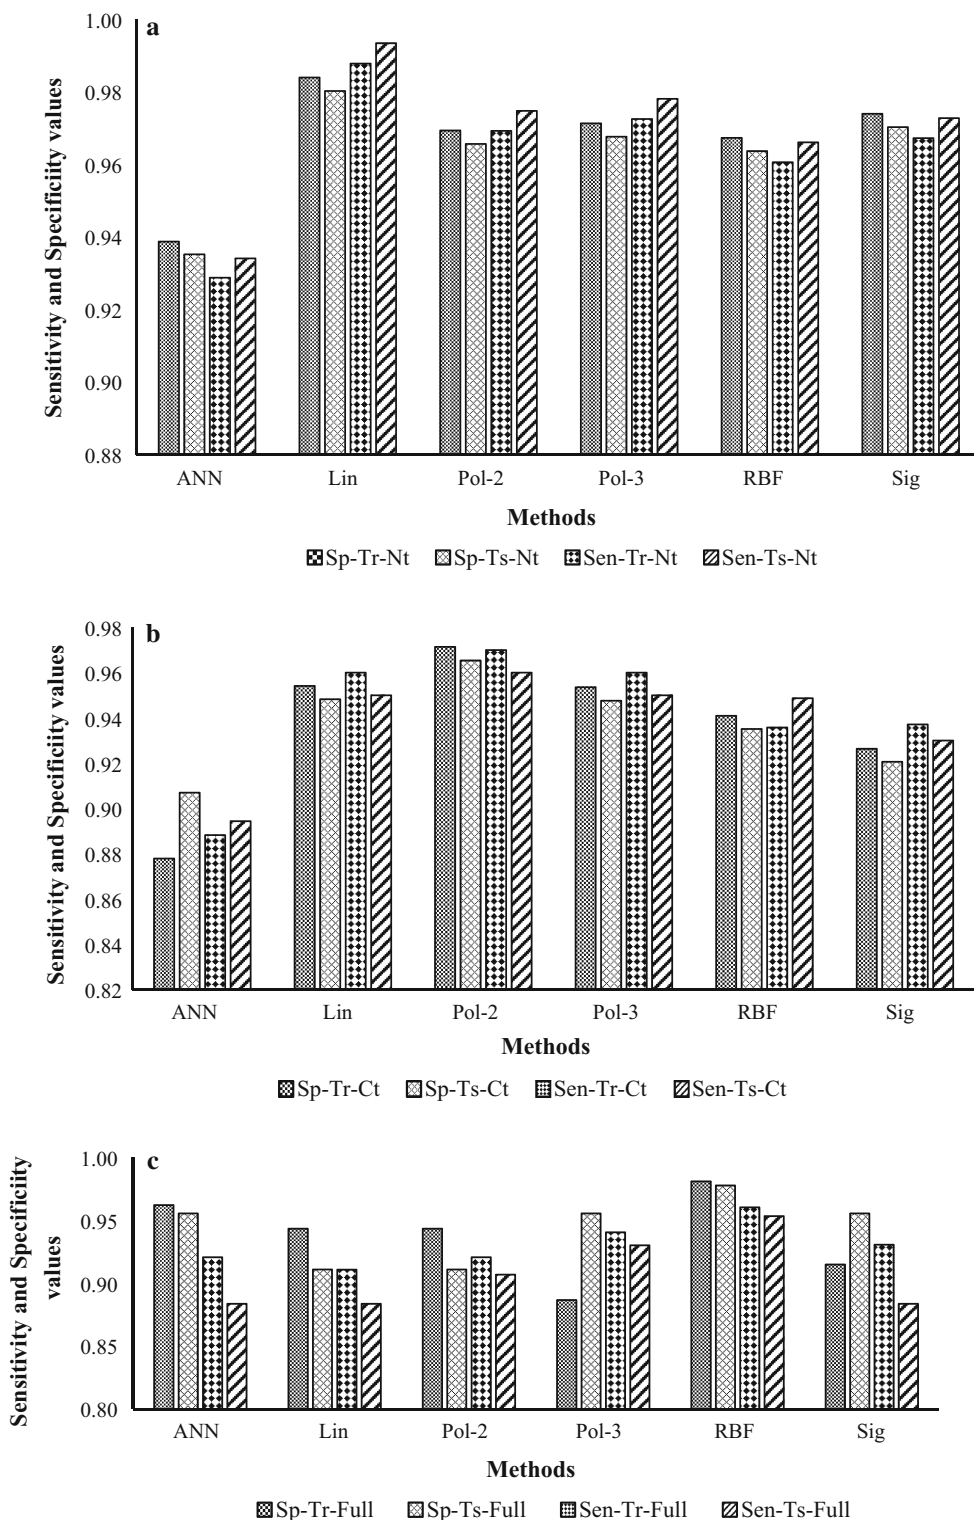 a
Sensitivity and Specificiity values
1.00
0.98
0.96
0.94
0.92
0.90
0.88
ANN Lin Pol-2 Pol-3 RBF Sig
Methods
Sp-Tr-Nt Sp-Ts-Nt Sen-Tr-Nt Sen-Ts-Nt
b
Sensitivity and Specificiity values
0.98
0.96
0.94
0.92
0.90
0.88
0.86
0.84
0.82
ANN Lin Pol-2 Pol-3 RBF Sig
Methods
Sp-Tr-Ct Sp-Ts-Ct Sen-Tr-Ct Sen-Ts-Ct
c
Sensitivity and Specificiity
values
1.00
0.95
0.90
0.85
0.80
ANN Lin Pol-2 Pol-3 RBF Sig
Methods
Sp-Tr-Full Sp-Ts-Full Sen-Tr-Full Sen-Ts-Full